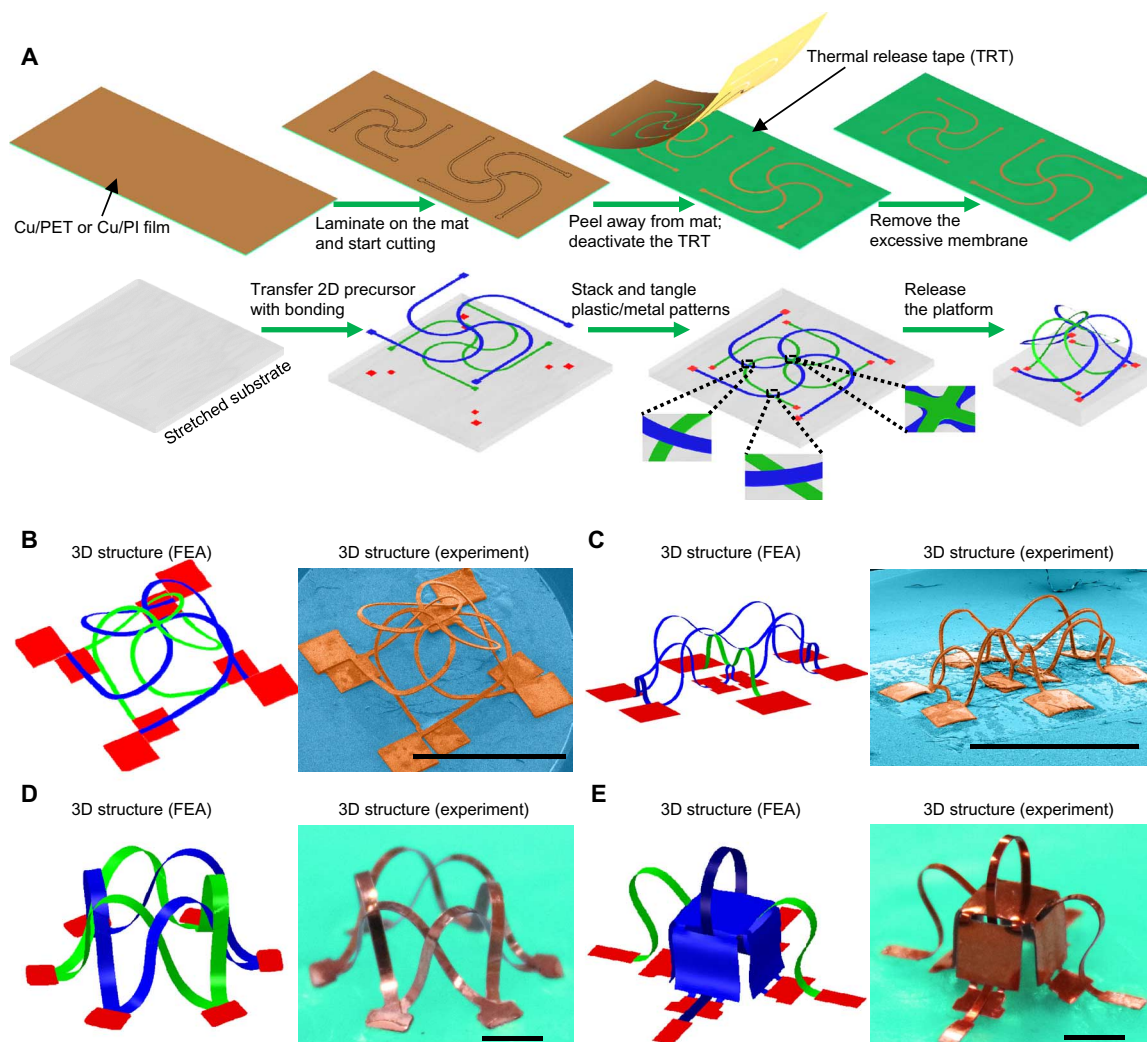 A
Thermal release tape (TRT)
Cu/PET or Cu/PI film
Laminate on the mat
and start cutting
Peel away from mat;
deactivate the TRT
Remove the
excessive membrane
Stretched substrate
Transfer 2D precursor
with bonding
Stack and tangle
plastic/metal patterns
Release
the platform
B
3D structure (FEA)
3D structure (experiment)
C
3D structure (FEA)
3D structure (experiment)
D
3D structure (FEA)
3D structure (experiment)
E
3D structure (FEA)
3D structure (experiment)